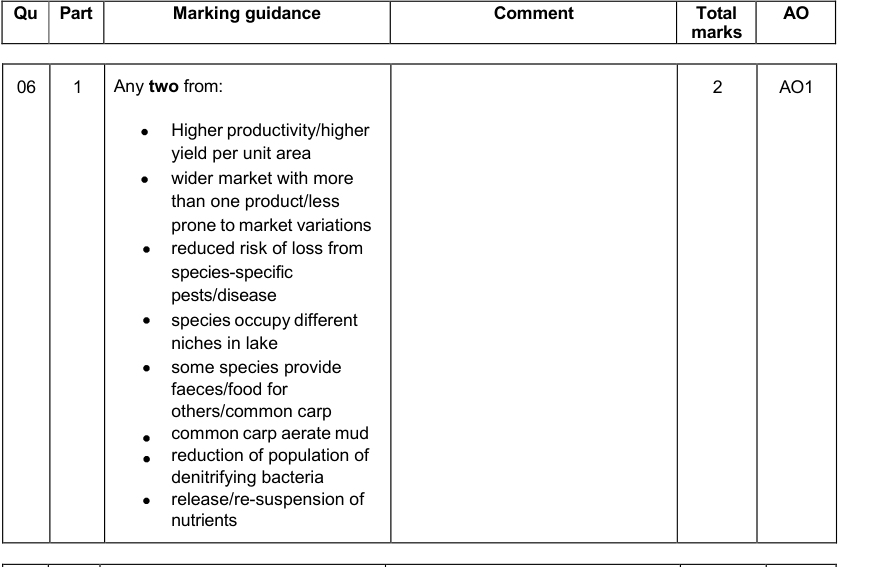 Qu Part Marking guidance Comment Total marks AO
06 1 Any two from: 2 AO1
• Higher productivity/higher
yield per unit area
• wider market with more
than one product/less
prone to market variations
• reduced risk of loss from
species-specific
pests/disease
• species occupy different
niches in lake
• some species provide
faeces/food for
others/common carp
• common carp aerate mud
• reduction of population of
denitrifying bacteria
• release/re-suspension of
nutrients